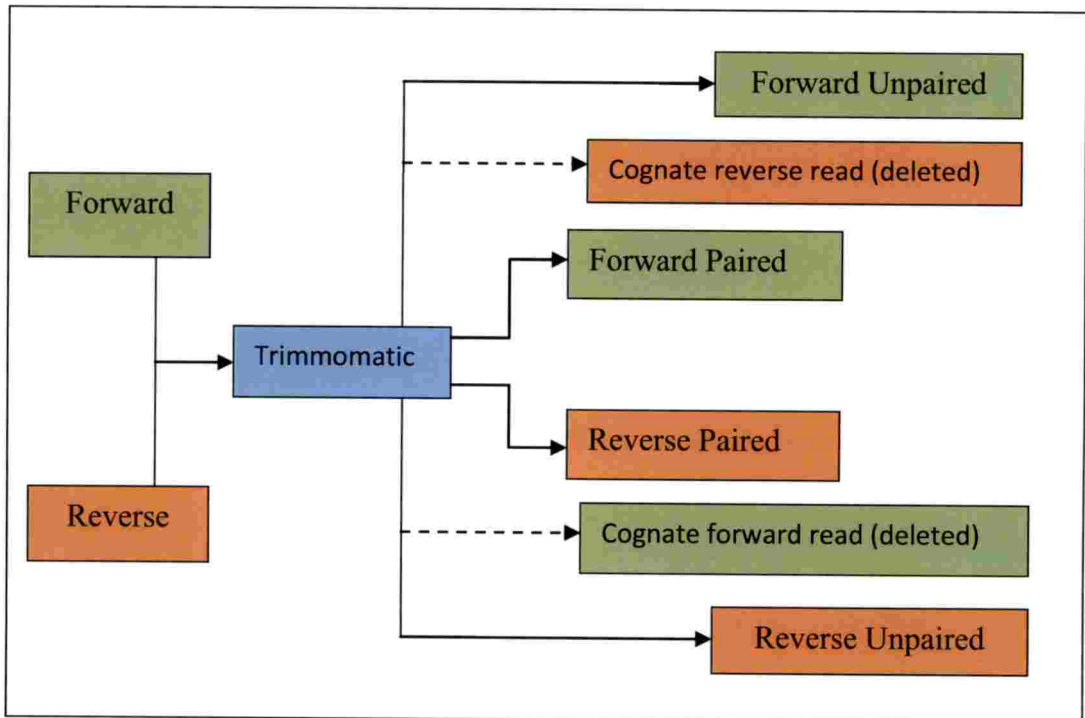 Forward Unpaired
Cognate reverse read (deleted)
Forward
Forward Paired
Trimmomatic
Reverse Paired
Reverse
Cognate forward read (deleted)
Reverse Unpaired